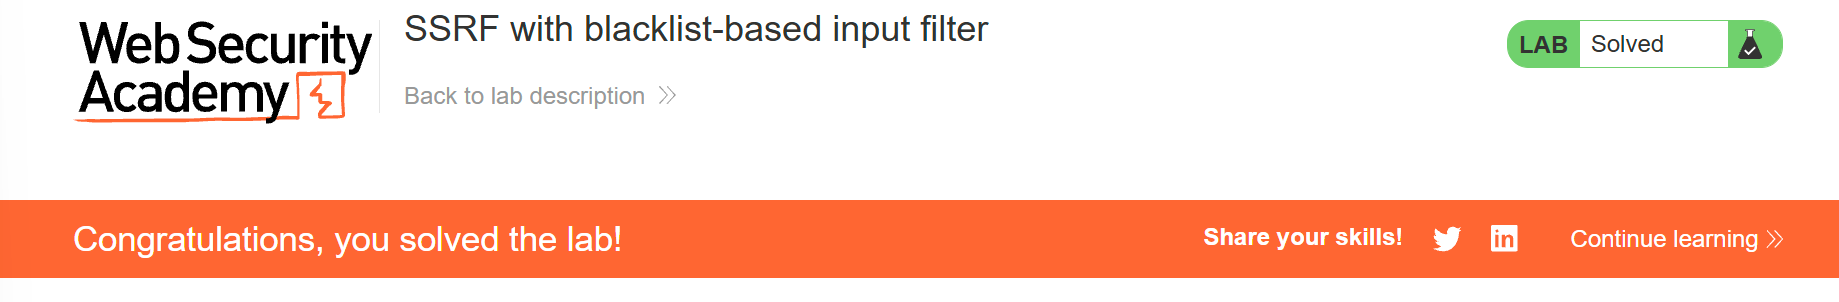 Web Security
Academy
SSRF with blacklist-based input filter
Back to lab description
LAB Solved
Congratulations, you solved the lab!
Share your skills!
Continue learning